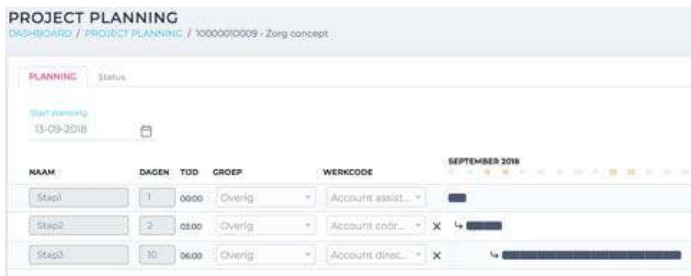 PROJECT PLANNING
DASHBOARD / PROJECT PLANNING / 10000010009 - Zorg concept
PLANNING Status
Start planning
13-09-2018
SEPTEMBER 2018
NAAM DAGEN TIJD GROEP WERKCODE
Stap1 1 00:00 Overig Account assist...
Stap2 2 03:00 Overig Account coör... X
Stap3 10 06:00 Overig Account direc... X